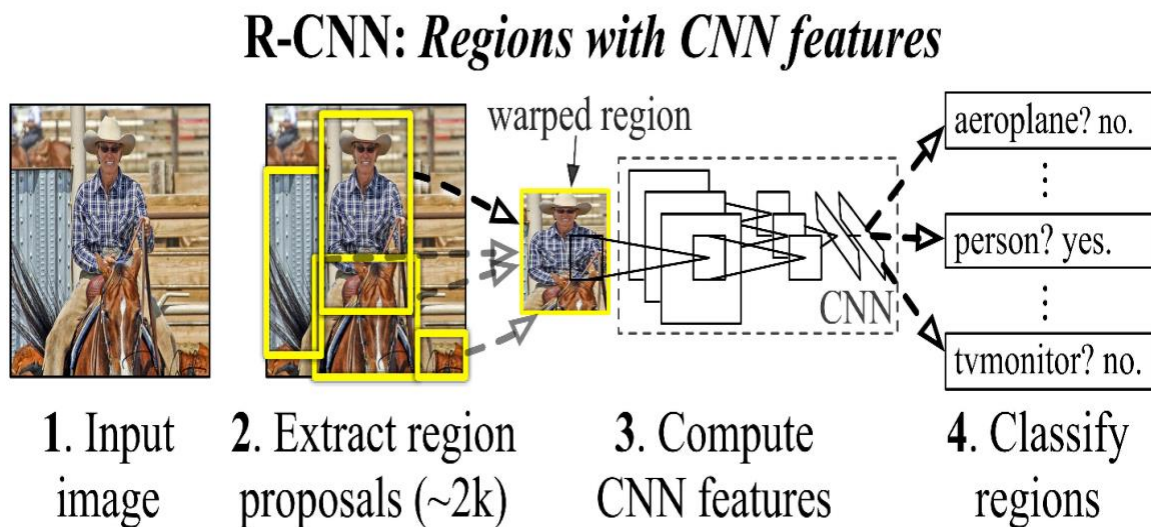 R-CNN: Regions with CNN features
warped region
aeroplane? no.
⋮
person? yes.
⋮
tvmonitor? no.
CNN
1. Input
image
2. Extract region
proposals (~2k)
3. Compute
CNN features
4. Classify
regions